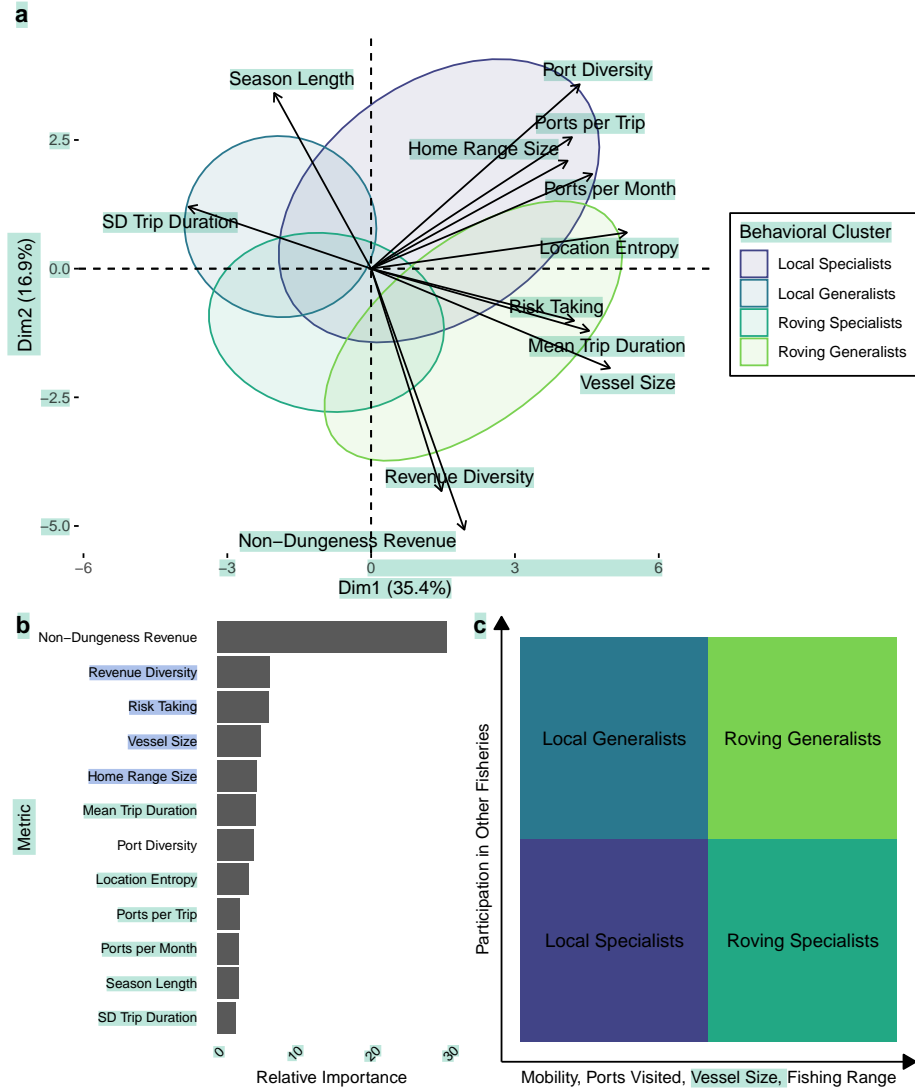 a
Season Length
Port Diversity
Ports per Trip
Home Range Size
Ports per Month
SD Trip Duration
Location Entropy
Risk Taking
Mean Trip Duration
Vessel Size
Revenue Diversity
Non−Dungeness Revenue
2.5
0.0
−2.5
−5.0
Dim2 (16.9%)
−6 −3 0 3 6
Dim1 (35.4%)
Behavioral Cluster
Local Specialists
Local Generalists
Roving Specialists
Roving Generalists
b
Non−Dungeness Revenue
Revenue Diversity
Risk Taking
Vessel Size
Home Range Size
Mean Trip Duration
Port Diversity
Location Entropy
Ports per Trip
Ports per Month
Season Length
SD Trip Duration
Metric
0 10 20 30
Relative Importance
c
Participation in Other Fisheries
Local Generalists
Roving Generalists
Local Specialists
Roving Specialists
Mobility, Ports Visited, Vessel Size, Fishing Range